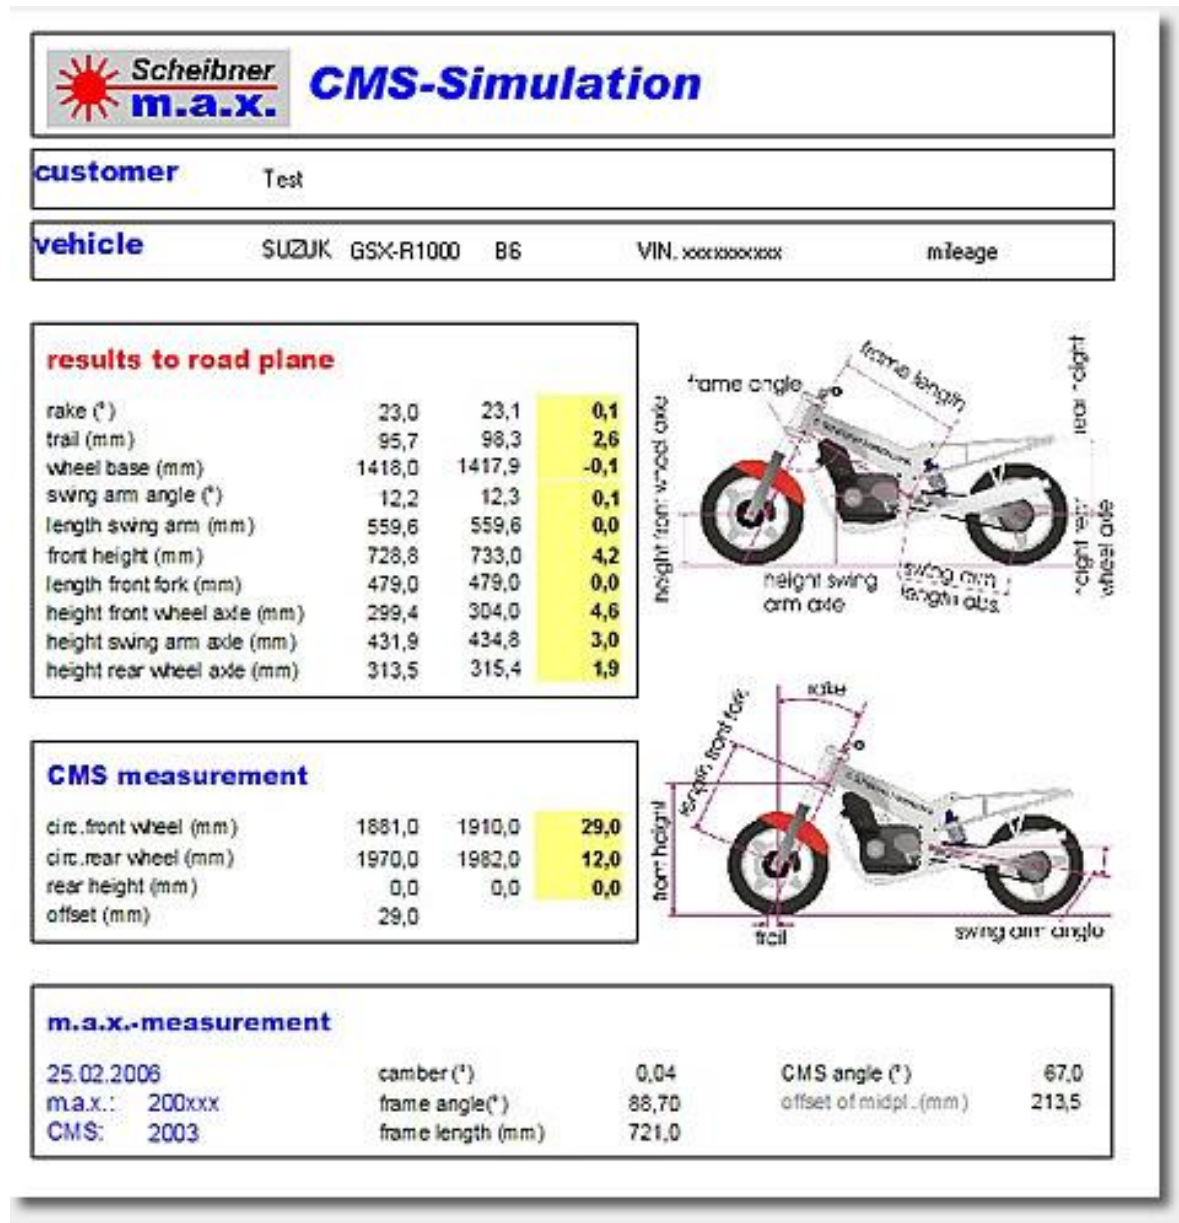 Scheibner
m.a.x.
CMS-Simulation
customer Test
vehicle SUZUK GSX-R1000 B6 VIN. xxxxxxxxxxx mileage
results to road plane
rake (°) 23,0 23,1 0,1
trail (mm) 95,7 98,3 2,6
wheel base (mm) 1418,0 1417,9 -0,1
swing arm angle (°) 12,2 12,3 0,1
length swing arm (mm) 559,6 559,6 0,0
front height (mm) 728,8 733,0 4,2
length front fork (mm) 479,0 479,0 0,0
height front wheel axle (mm) 299,4 304,0 4,6
height swing arm axle (mm) 431,9 434,8 3,0
height rear wheel axle (mm) 313,5 315,4 1,9
frame angle
frame length
rear height
height front wheel axle
height swing
arm axle
swing arm
length abs.
height rear
wheel axle
CMS measurement
circ.front wheel (mm) 1881,0 1910,0 29,0
circ.rear wheel (mm) 1970,0 1982,0 12,0
rear height (mm) 0,0 0,0 0,0
offset (mm) 29,0
rake
length front fork
front height
trail
swing arm angle
m.a.x.-measurement
25.02.2006 camber (°) 0,04 CMS angle (°) 67,0
m.a.x.: 200xxx frame angle(°) 88,70 offset of midpl. (mm) 213,5
CMS: 2003 frame length (mm) 721,0